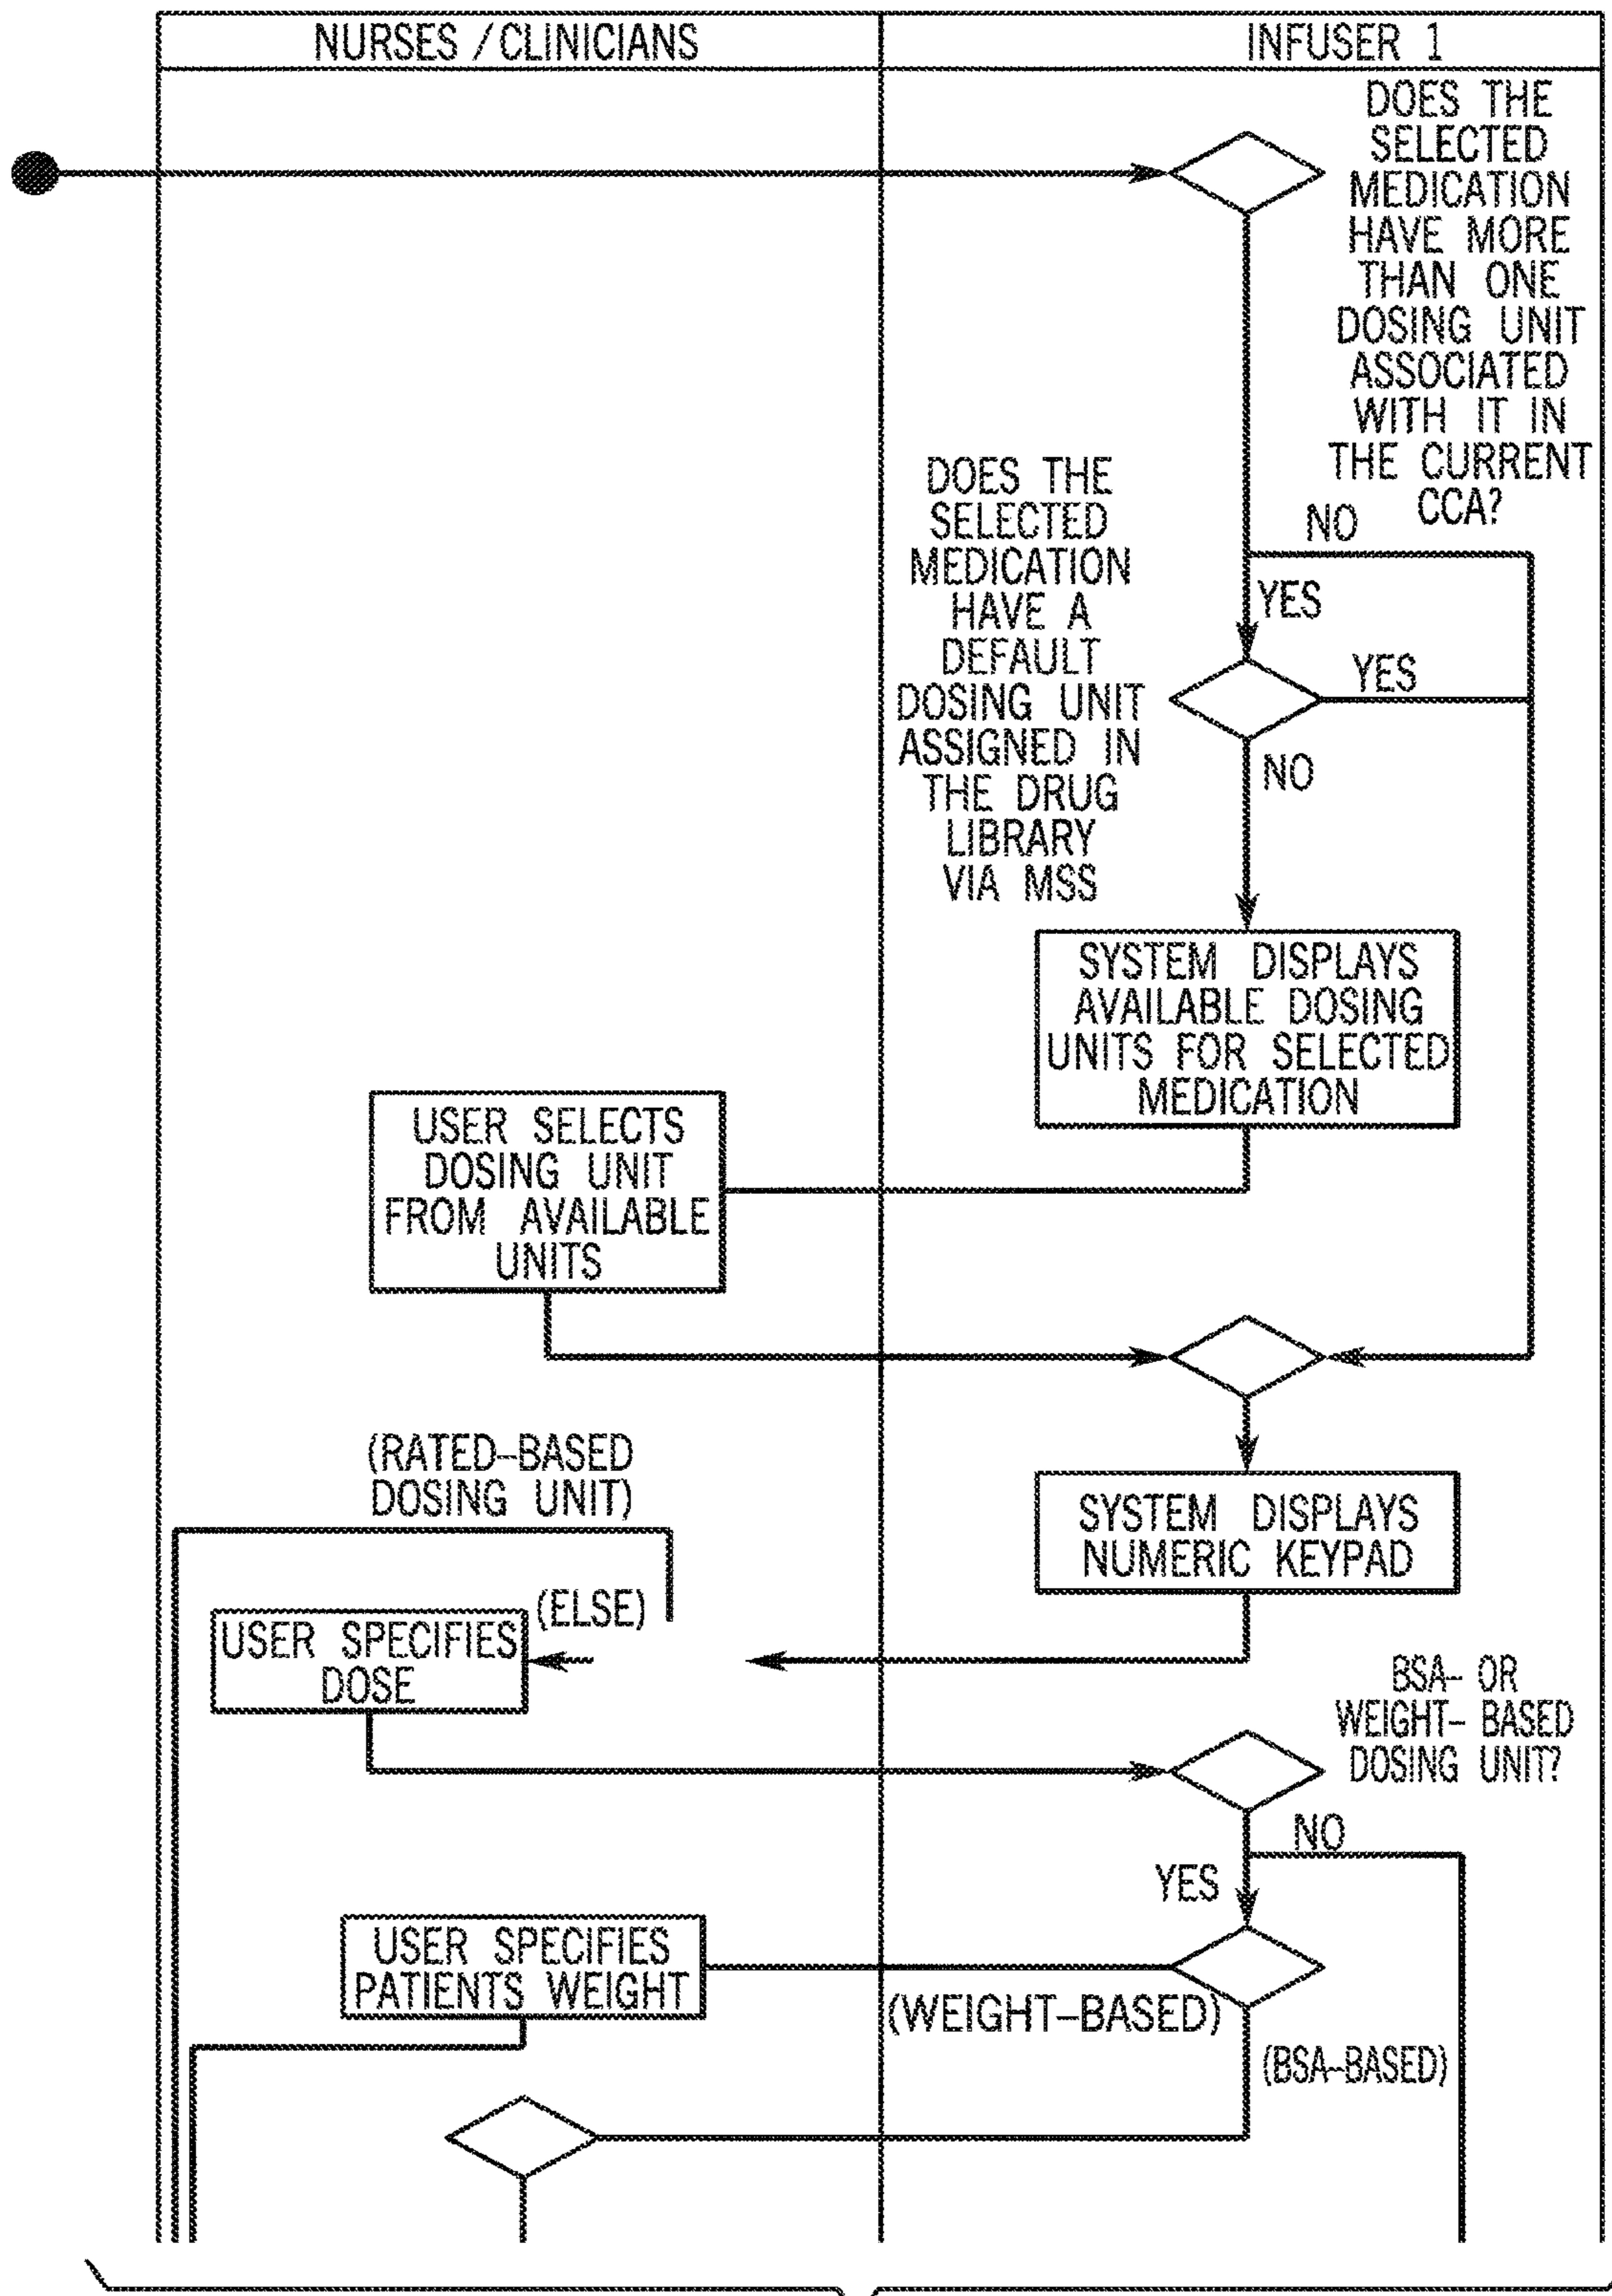 NURSES / CLINICIANS
INFUSER 1
DOES THE
SELECTED
MEDICATION
HAVE MORE
THAN ONE
DOSING UNIT
ASSOCIATED
WITH IT IN
THE CURRENT
CCA?
NO
YES
DOES THE
SELECTED
MEDICATION
HAVE A
DEFAULT
DOSING UNIT
ASSIGNED IN
THE DRUG
LIBRARY
VIA MSS
YES
NO
SYSTEM DISPLAYS
AVAILABLE DOSING
UNITS FOR SELECTED
MEDICATION
USER SELECTS
DOSING UNIT
FROM AVAILABLE
UNITS
(RATED-BASED
DOSING UNIT)
SYSTEM DISPLAYS
NUMERIC KEYPAD
(ELSE)
USER SPECIFIES
DOSE
BSA- OR
WEIGHT- BASED
DOSING UNIT?
NO
YES
USER SPECIFIES
PATIENTS WEIGHT
(WEIGHT-BASED)
(BSA-BASED)